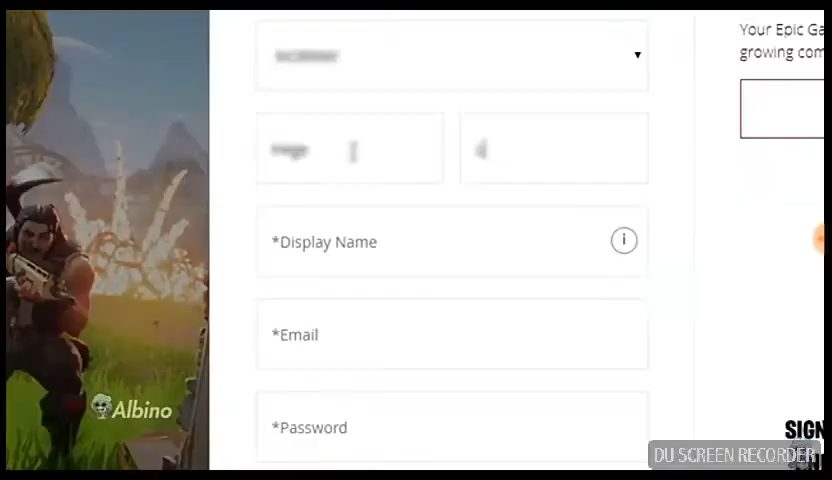 Your Epic Ga
growing com
*Display Name
i
*Email
*Password
Albino
SIGN
DU SCREEN RECORDER